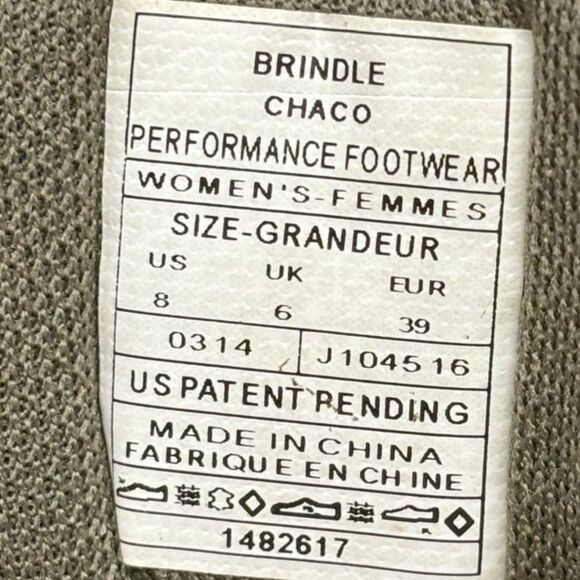 BRINDLE
CHACO
PERFORMANCE FOOTWEAR
WOMEN'S-FEMMES
SIZE-GRANDEUR
US UK EUR
8 6 39
0314 J104516
US PATENT PENDING
MADE IN CHINA
FABRIQUE EN CHINE
1482617